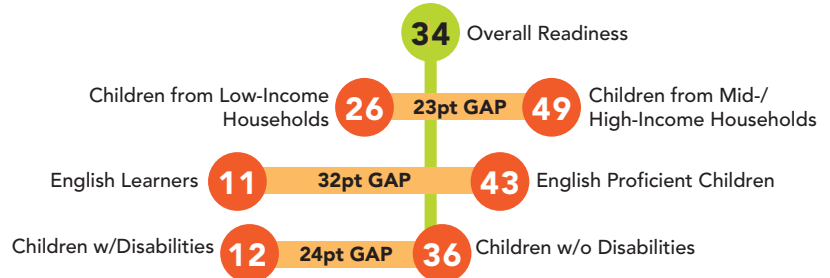 34 Overall Readiness
Children from Low-Income
Households
26 23pt GAP 49
Children from Mid-/
High-Income Households
English Learners 11 32pt GAP 43 English Proficient Children
Children w/Disabilities 12 24pt GAP 36 Children w/o Disabilities